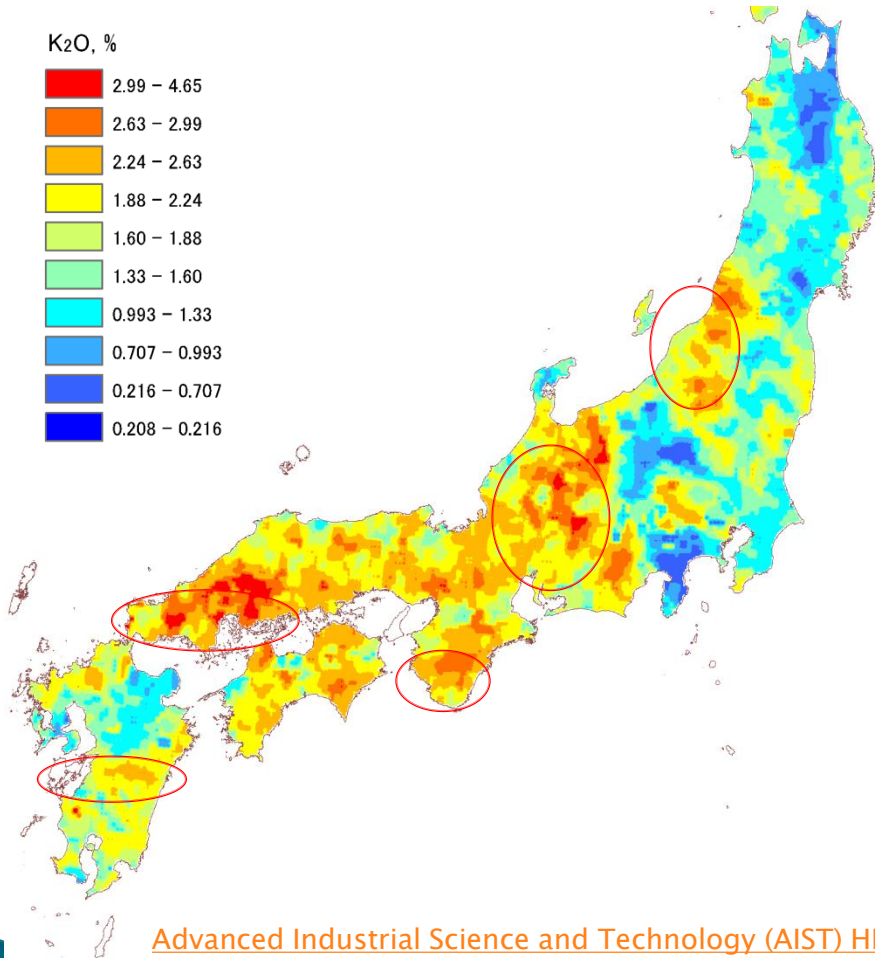 K₂O, %
2.99 – 4.65
2.63 – 2.99
2.24 – 2.63
1.88 – 2.24
1.60 – 1.88
1.33 – 1.60
0.993 – 1.33
0.707 – 0.993
0.216 – 0.707
0.208 – 0.216
Advanced Industrial Science and Technology (AIST)